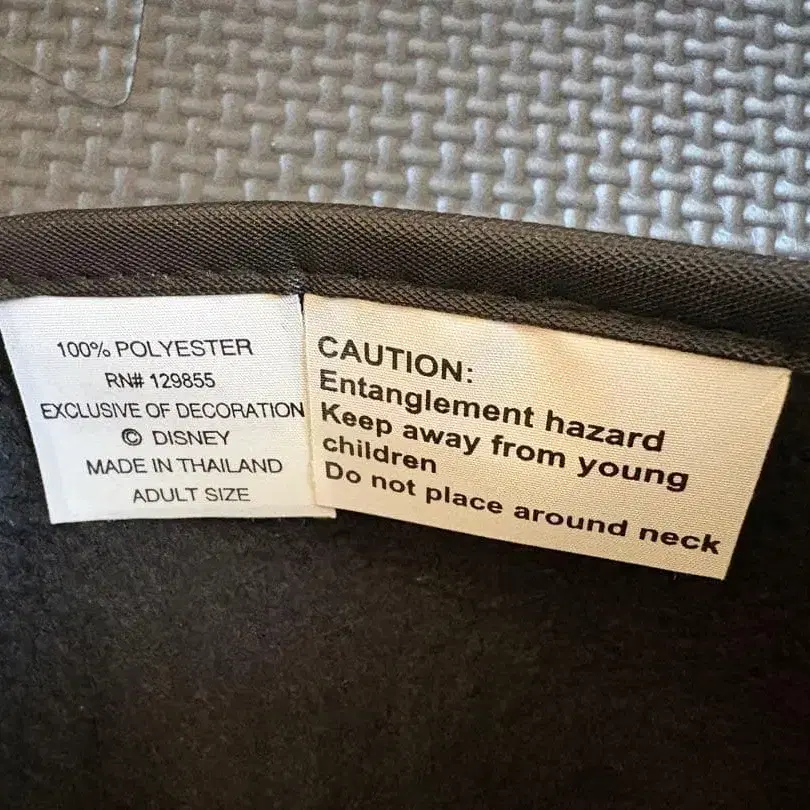 100% POLYESTER
RN# 129855
EXCLUSIVE OF DECORATION
© DISNEY
MADE IN THAILAND
ADULT SIZE
CAUTION:
Entanglement hazard
Keep away from young
children
Do not place around neck